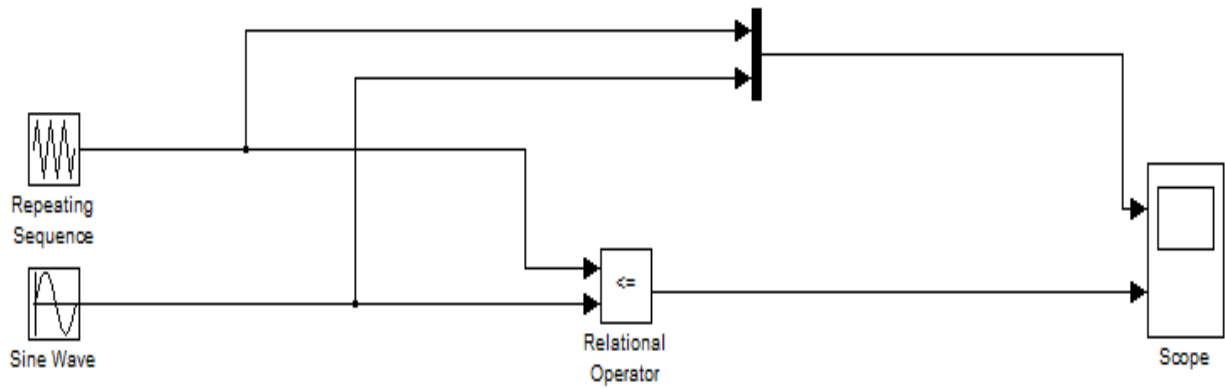 Repeating
Sequence
<=
Sine Wave
Relational
Operator
Scope